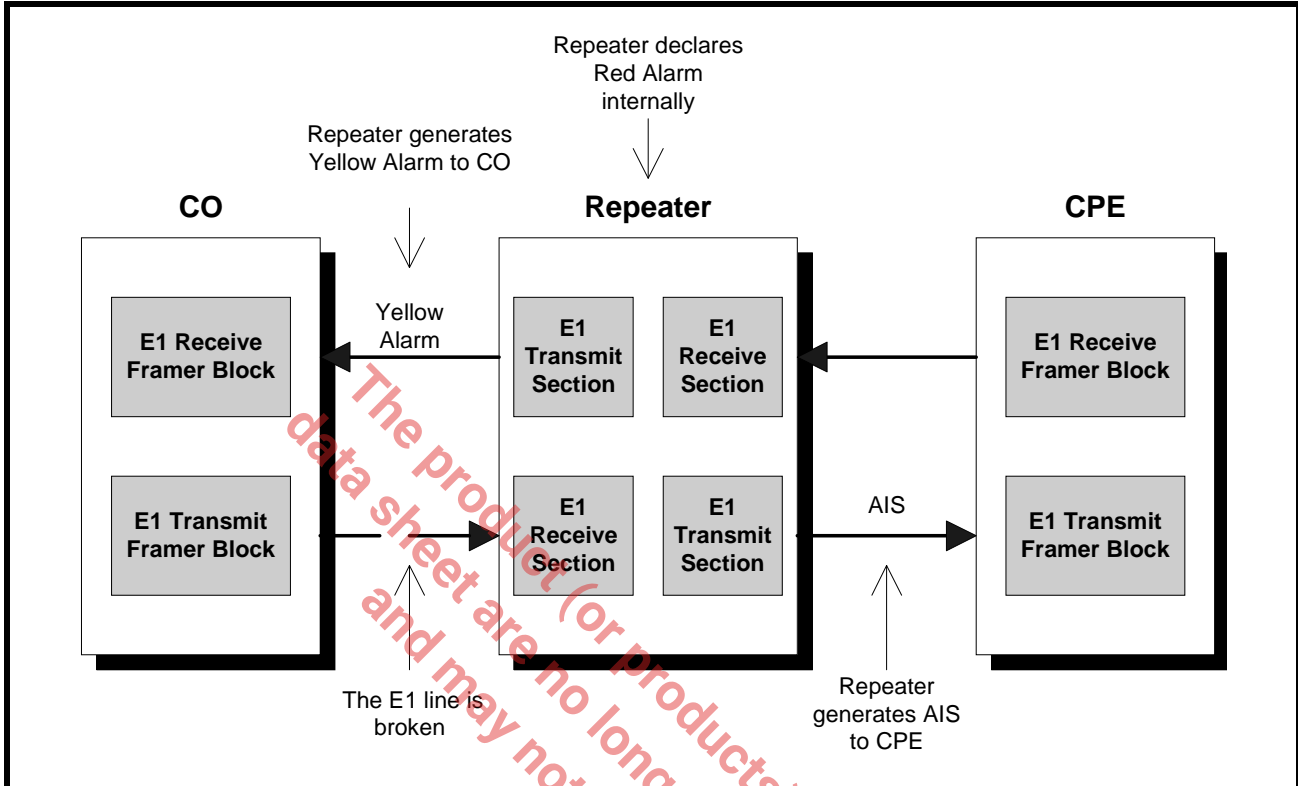 Repeater declares
Red Alarm
internally
Repeater generates
Yellow Alarm to CO
CO
Repeater
CPE
E1 Receive
Framer Block
Yellow
Alarm
E1
Transmit
Section
E1
Receive
Section
E1 Receive
Framer Block
E1 Transmit
Framer Block
E1
Receive
Section
E1
Transmit
Section
AIS
E1 Transmit
Framer Block
The E1 line is
broken
Repeater
generates AIS
to CPE
The product (or products)
data sheet are no long
and may not